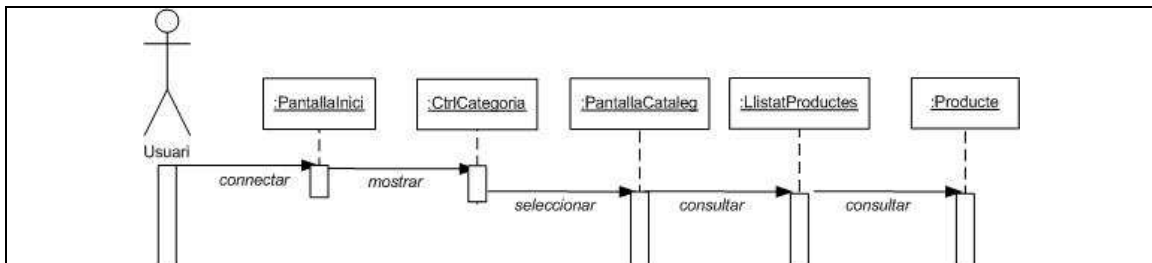 :PantallaInici
:CtrlCategoria
:PantallaCataleg
:LlistatProductes
:Producte
Usuari
connectar
mostrar
seleccionar
consultar
consultar